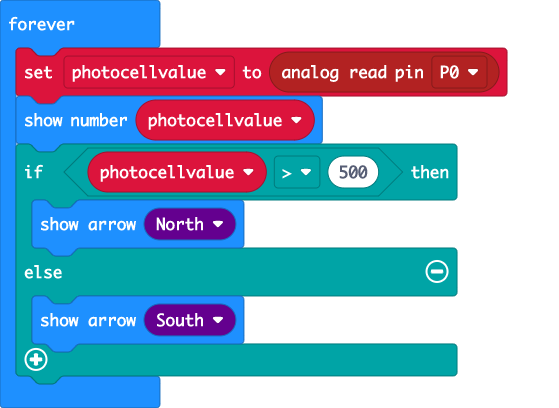 forever
set photocellvalue to analog read pin P0
show number photocellvalue
if photocellvalue > 500 then
show arrow North
else
show arrow South